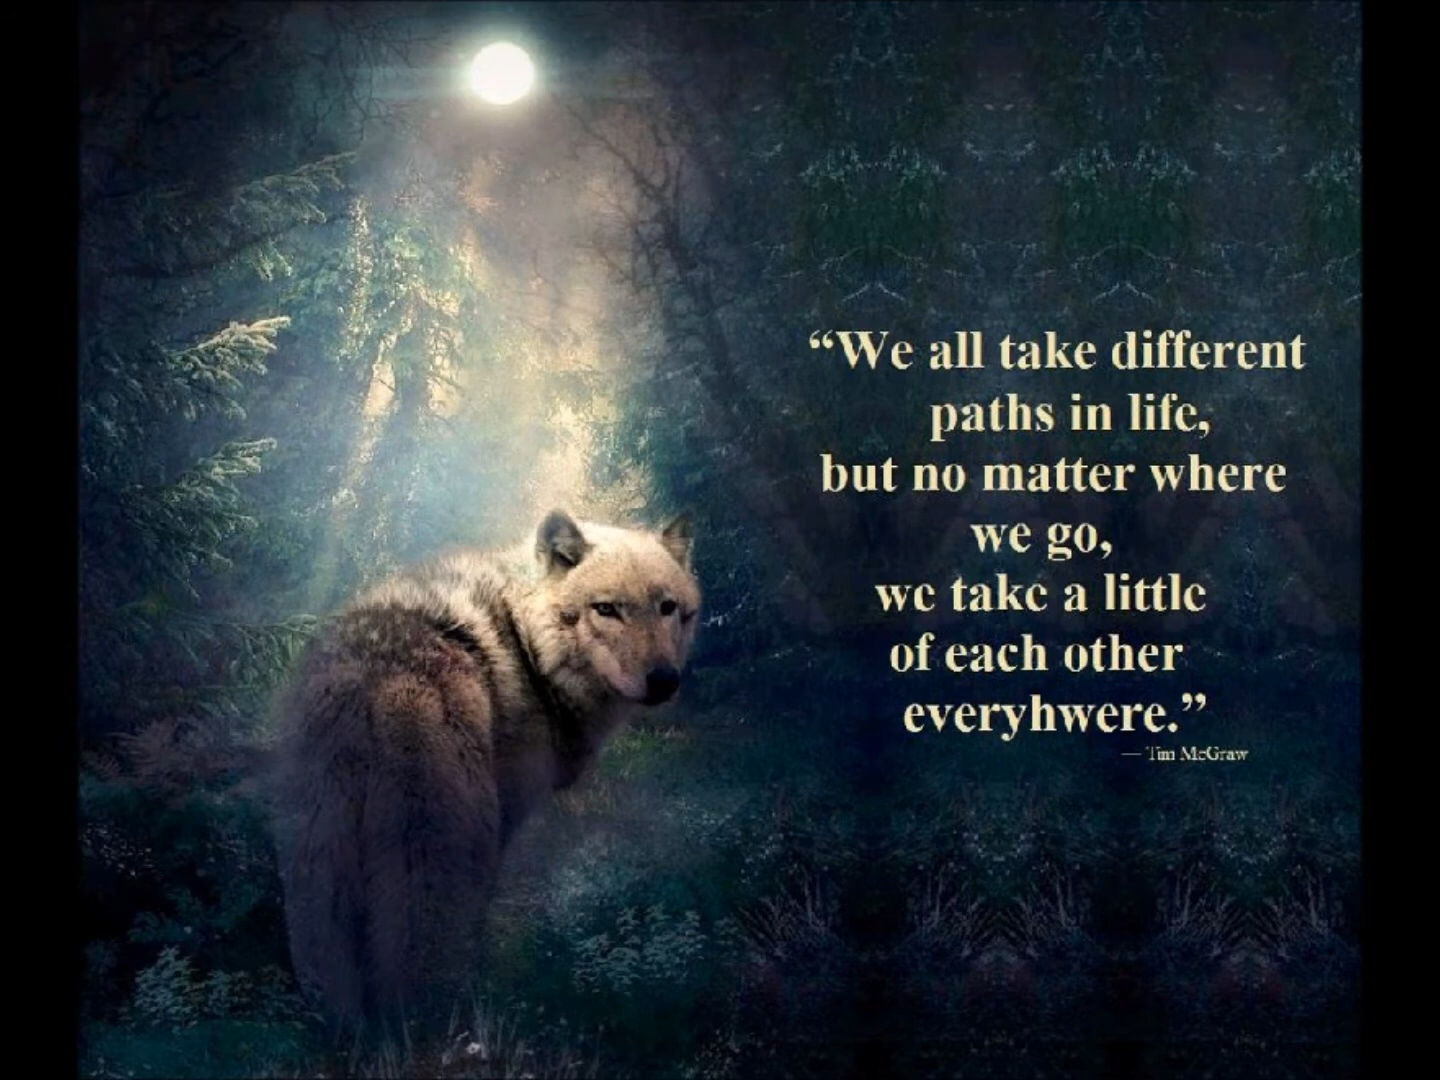 “We all take different
paths in life,
but no matter where
we go,
we take a little
of each other
everyhwere.”
— Tim McGraw